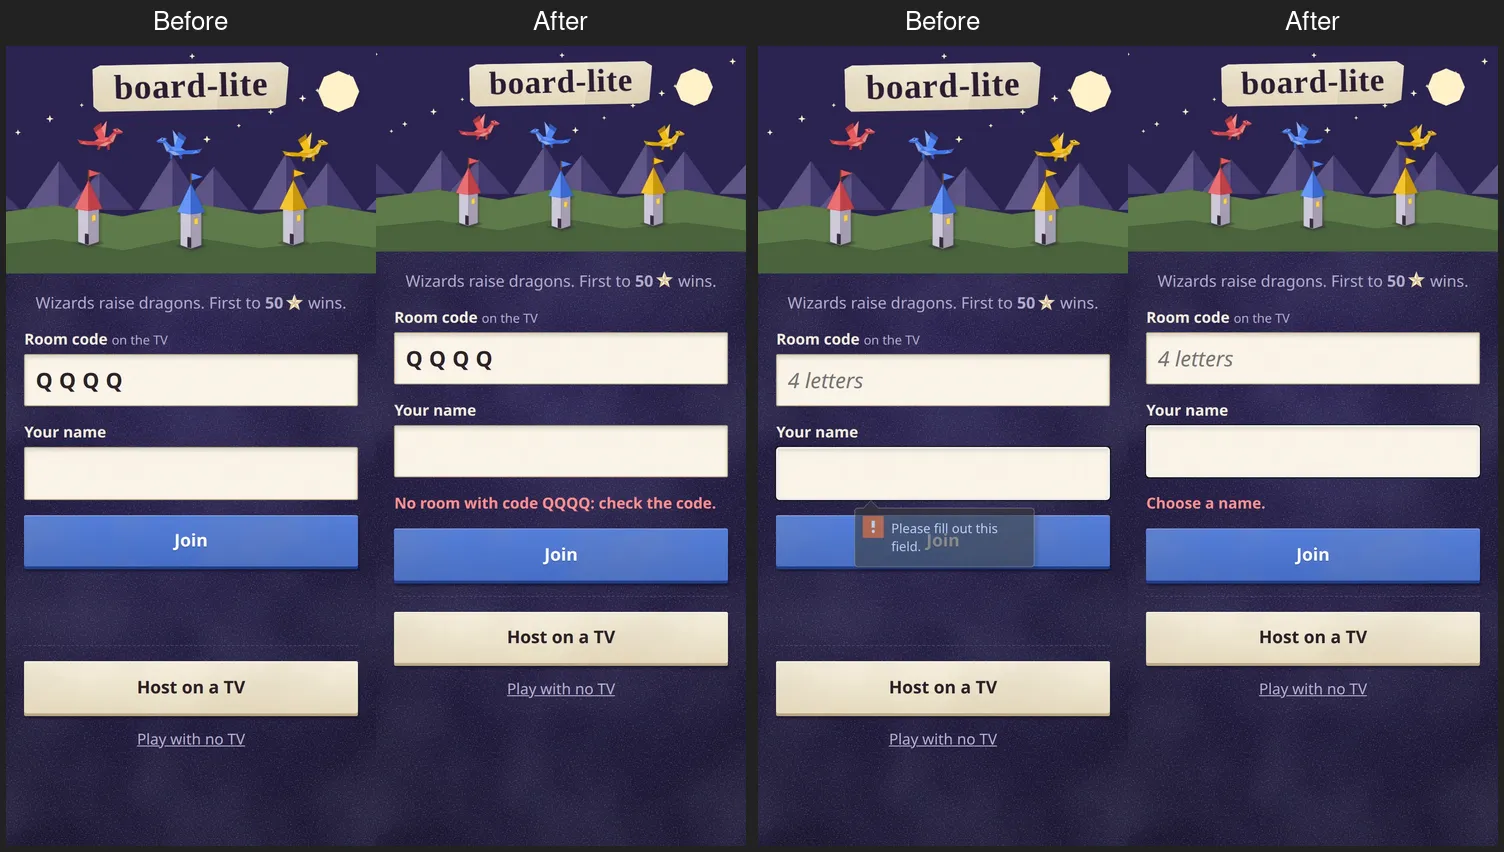 Before
After
Before
After
board-lite
Wizards raise dragons. First to 50 wins.
Room code on the TV
Q Q Q Q
Your name
Join
Host on a TV
Play with no TV
board-lite
Wizards raise dragons. First to 50 wins.
Room code on the TV
Q Q Q Q
Your name
No room with code QQQQ: check the code.
Join
Host on a TV
Play with no TV
board-lite
Wizards raise dragons. First to 50 wins.
Room code on the TV
4 letters
Your name
Please fill out this
field.
Join
Host on a TV
Play with no TV
board-lite
Wizards raise dragons. First to 50 wins.
Room code on the TV
4 letters
Your name
Choose a name.
Join
Host on a TV
Play with no TV